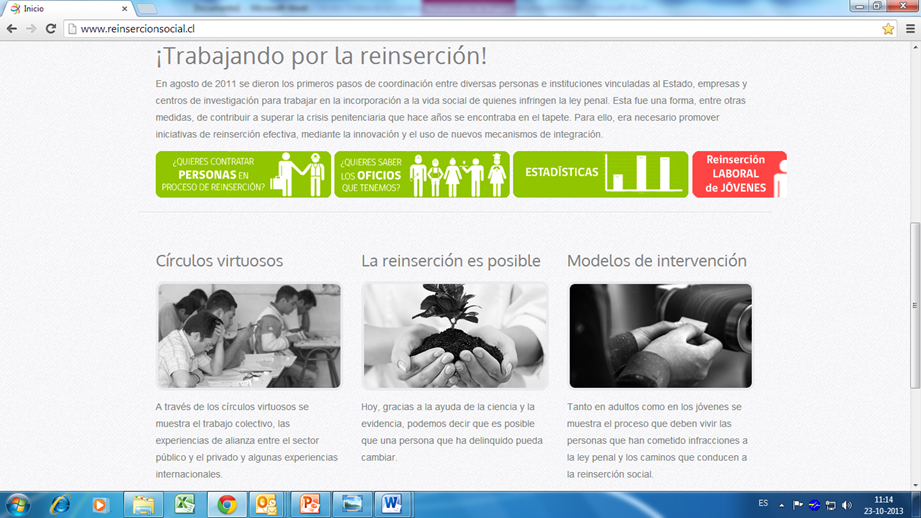 Inicio
www.reinsercionsocial.cl
¡Trabajando por la reinserción!
En agosto de 2011 se dieron los primeros pasos de coordinación entre diversas personas e instituciones vinculadas al Estado, empresas y
centros de investigación para trabajar en la incorporación a la vida social de quienes infringen la ley penal. Esta fue una forma, entre otras
medidas, de contribuir a superar la crisis penitenciaria que hace años se encontraba en el tapete. Para ello, era necesario promover
iniciativas de reinserción efectiva, mediante la innovación y el uso de nuevos mecanismos de integración.
¿QUIERES CONTRATAR
PERSONAS EN
PROCESO DE REINSERCIÓN?
¿QUIERES SABER
LOS OFICIOS
QUE TENEMOS?
ESTADÍSTICAS
Reinserción
LABORAL
de JÓVENES
Círculos virtuosos
A través de los círculos virtuosos se
muestra el trabajo colectivo, las
experiencias de alianza entre el sector
público y el privado y algunas experiencias
internacionales.
La reinserción es posible
Hoy, gracias a la ayuda de la ciencia y la
evidencia, podemos decir que es posible
que una persona que ha delinquido pueda
cambiar.
Modelos de intervención
Tanto en adultos como en los jóvenes se
muestra el proceso que deben vivir las
personas que han cometido infracciones a
la ley penal y los caminos que conducen a
la reinserción social.
ES
11:14
23-10-2013